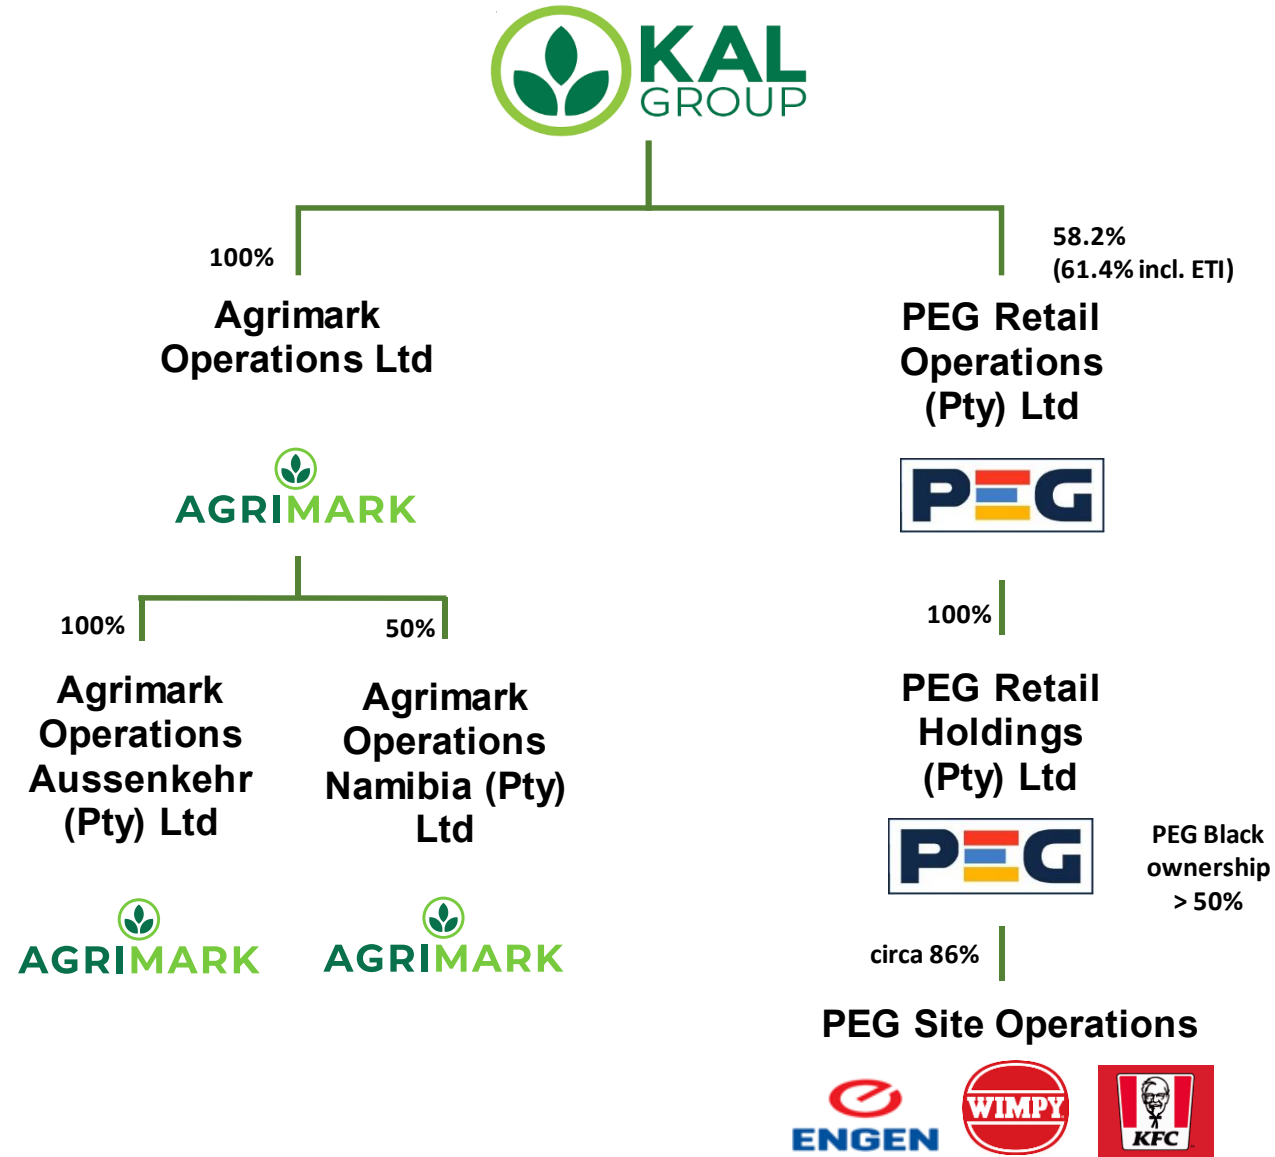 KAL
GROUP
100%
58.2%
(61.4% incl. ETI)
Agrimark
Operations Ltd
PEG Retail
Operations
(Pty) Ltd
AGRIMARK
PEG
100%
50%
100%
Agrimark
Operations
Aussenkehr
(Pty) Ltd
Agrimark
Operations
Namibia (Pty)
Ltd
PEG Retail
Holdings
(Pty) Ltd
PEG
PEG Black
ownership
> 50%
AGRIMARK
AGRIMARK
circa 86%
PEG Site Operations
ENGEN
WIMPY
KFC